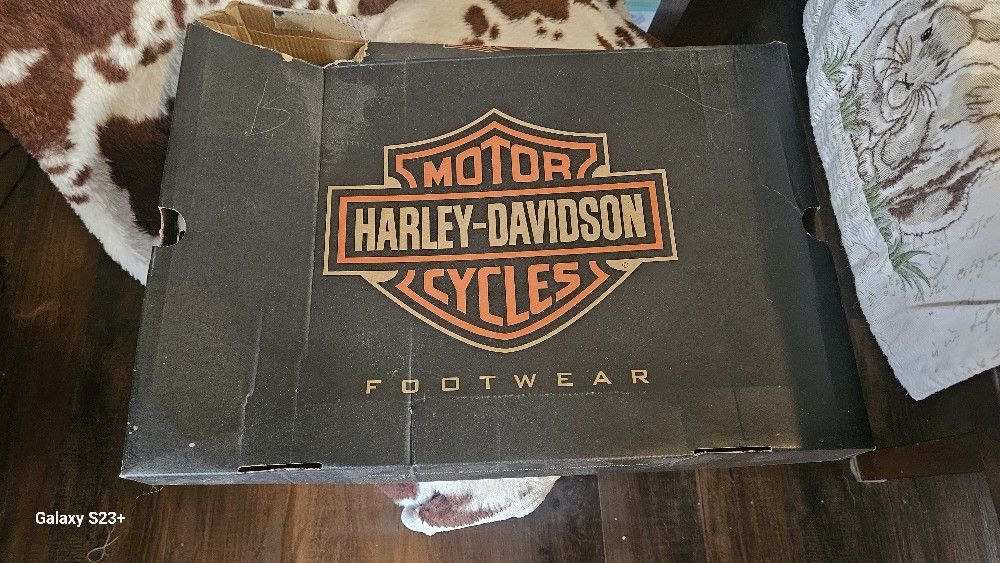 MOTOR
HARLEY-DAVIDSON
CYCLES
®
FOOTWEAR
Galaxy S23+